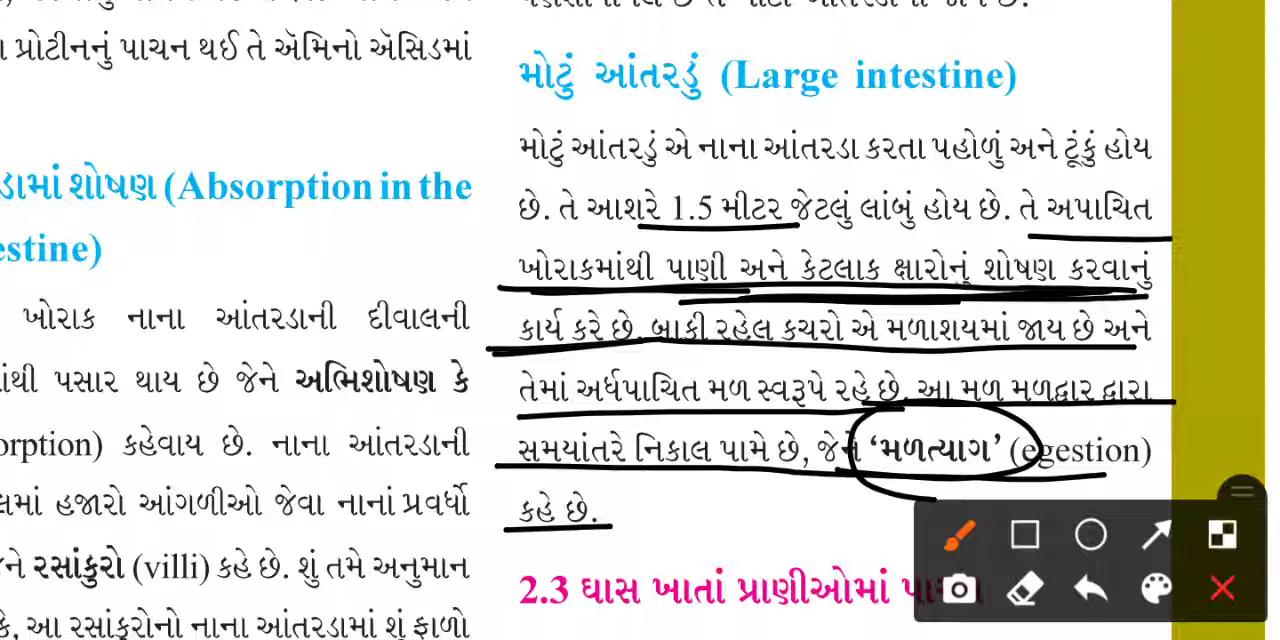 પ્રોટીનનું પાચન થઈ તે ઍમિનો ઍસિડમાં
શોષણ (Absorption in the
ખોરાક નાના આંતરડાની દીવાલની
પસાર થાય છે જેને અભિશોષણ કે
કહેવાય છે. નાના આંતરડાની
હજારો આંગળીઓ જેવા નાનાં પ્રવર્ધો
રસાંકુરો (villi) કહે છે. શું તમે અનુમાન
કે, આ રસાંકુરોનો નાના આંતરડામાં શું ફાળો
મોટું આંતરડું (Large intestine)
મોટું આંતરડું એ નાના આંતરડા કરતા પહોળું અને ટૂંકું હોય
છે. તે આશરે 1.5 મીટર જેટલું લાંબું હોય છે. તે અપાચિત
ખોરાકમાંથી પાણી અને કેટલાક ક્ષારોનું શોષણ કરવાનું
કાર્ય કરે છે. બાકી રહેલ કચરો એ મળાશયમાં જાય છે અને
તેમાં અર્ધપાચિત મળ સ્વરૂપે રહે છે. આ મળ મળદ્વાર દ્વારા
સમયાંતરે નિકાલ પામે છે, જેને ‘મળત્યાગ’ (egestion)
કહે છે.
2.3 ઘાસ ખાતાં પ્રાણીઓમાં